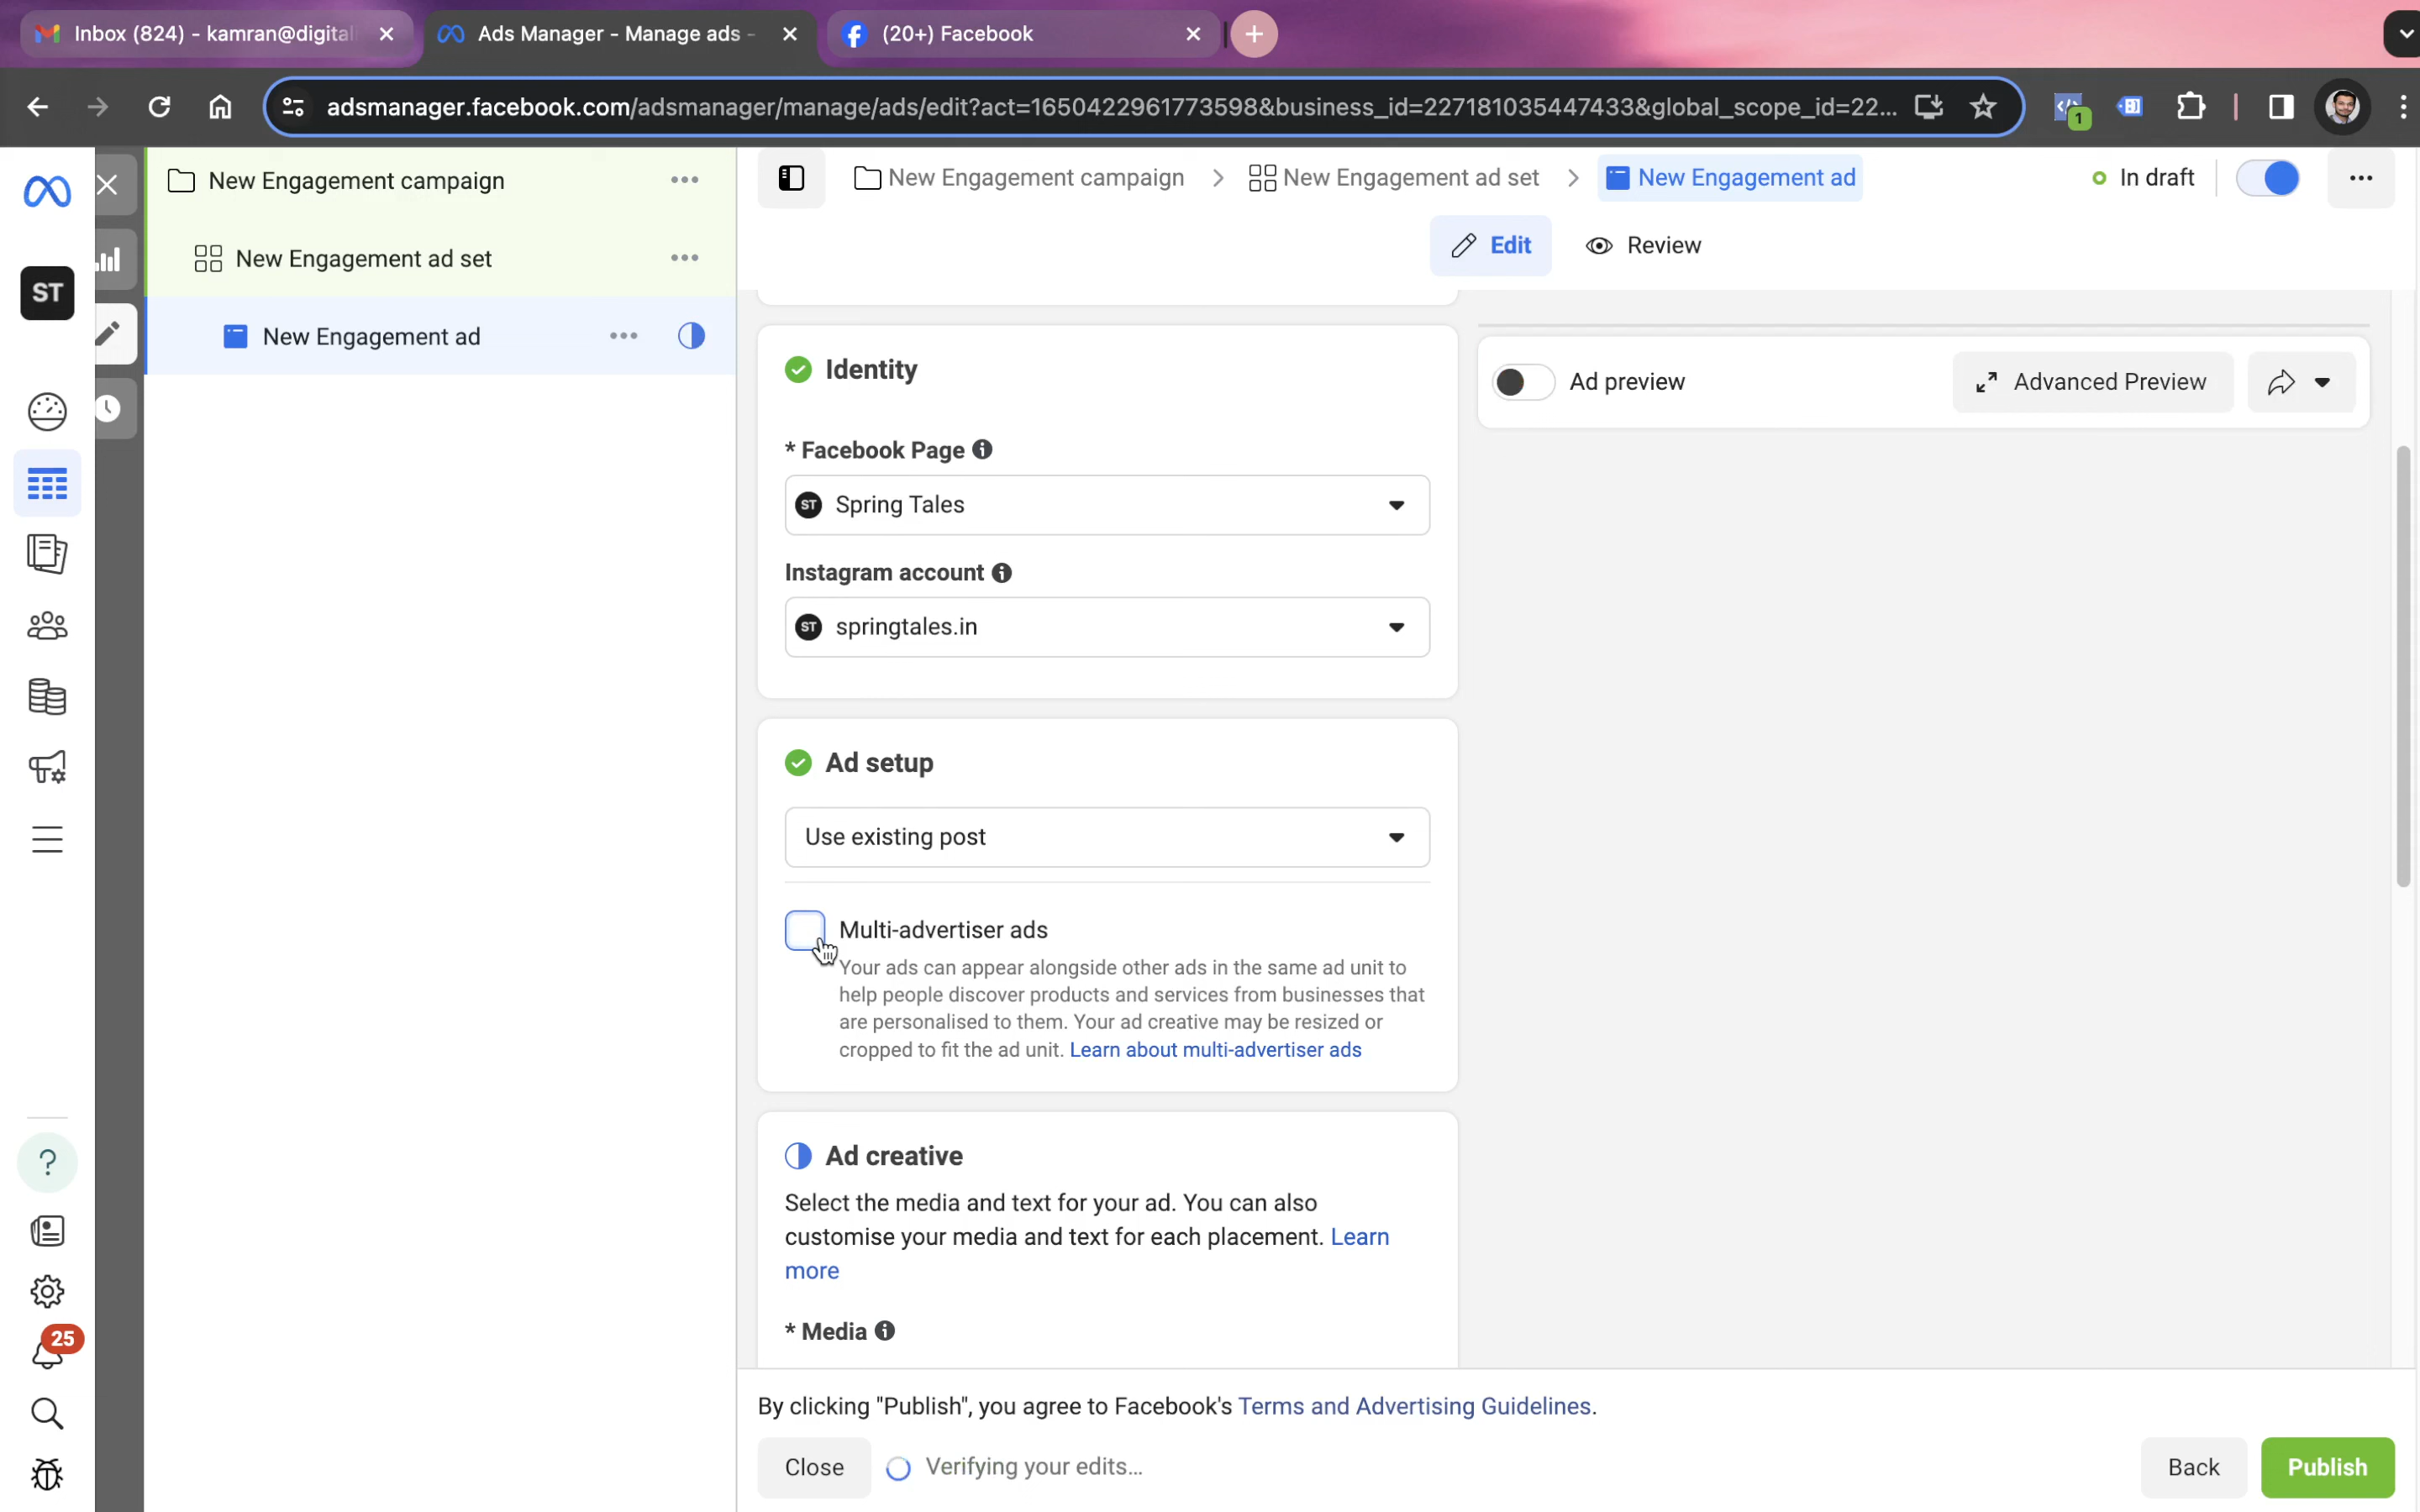 Inbox (824) - kamran@digital
Ads Manager - Manage ads -
(20+) Facebook
adsmanager.facebook.com/adsmanager/manage/ads/edit?act=1650422961773598&business_id=227181035447433&global_scope_id=22...
1
New Engagement campaign
New Engagement campaign
New Engagement ad set
New Engagement ad
In draft
Edit
Review
ST
New Engagement ad set
New Engagement ad
Identity
Ad preview
Advanced Preview
* Facebook Page
ST Spring Tales
Instagram account
ST springtales.in
Ad setup
Use existing post
Multi-advertiser ads
Your ads can appear alongside other ads in the same ad unit to
help people discover products and services from businesses that
are personalised to them. Your ad creative may be resized or
cropped to fit the ad unit. Learn about multi-advertiser ads
Ad creative
Select the media and text for your ad. You can also
customise your media and text for each placement. Learn
more
* Media
?
25
By clicking "Publish", you agree to Facebook's Terms and Advertising Guidelines.
Close
Verifying your edits...
Back
Publish